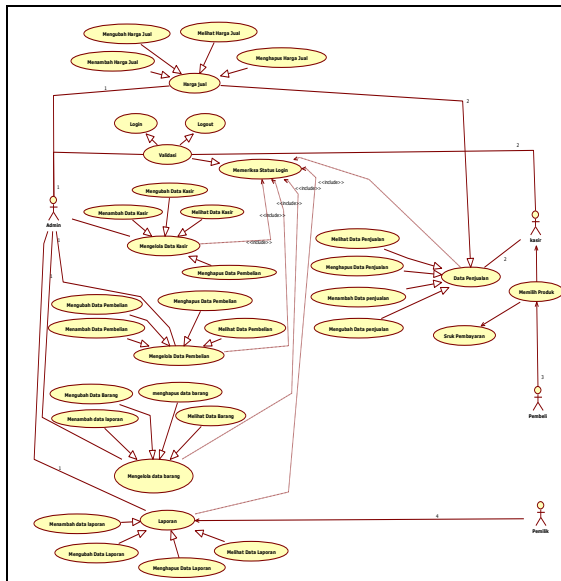 Mengubah Harga Jual
Melihat Harga Jual
Menambah Harga Jual
Menghapus Harga Jual
Harga Jual
1
2
Login
Logout
Validasi
2
Memeriksa Status Login
<<include>>
Mengubah Data Kasir
<<include>>
1
Admin
Menambah Data Kasir
Melihat Data Kasir
<<include>>
kasir
1
Mengelola Data Kasir
<<include>>
Melihat Data Penjualan
2
Menghapus Data Pembelian
Menghapus Data Penjualan
Data Penjualan
1
Mengubah Data Pembelian
Menghapus Data Pembelian
Menambah Data penjualan
Memilih Produk
Menambah Data Pembelian
Melihat Data Pembelian
Mengubah Data penjualan
Sruk Pembayaran
Mengelola Data Pembelian
3
Mengubah Data Barang
menghapus data barang
Menambah data laporan
Melihat Data Barang
Pembeli
1
Mengelola data barang
Menambah data laporan
Laporan
4
Pemilik
Mengubah Data Laporan
Melihat Data Laporan
Menghapus Data Laporan